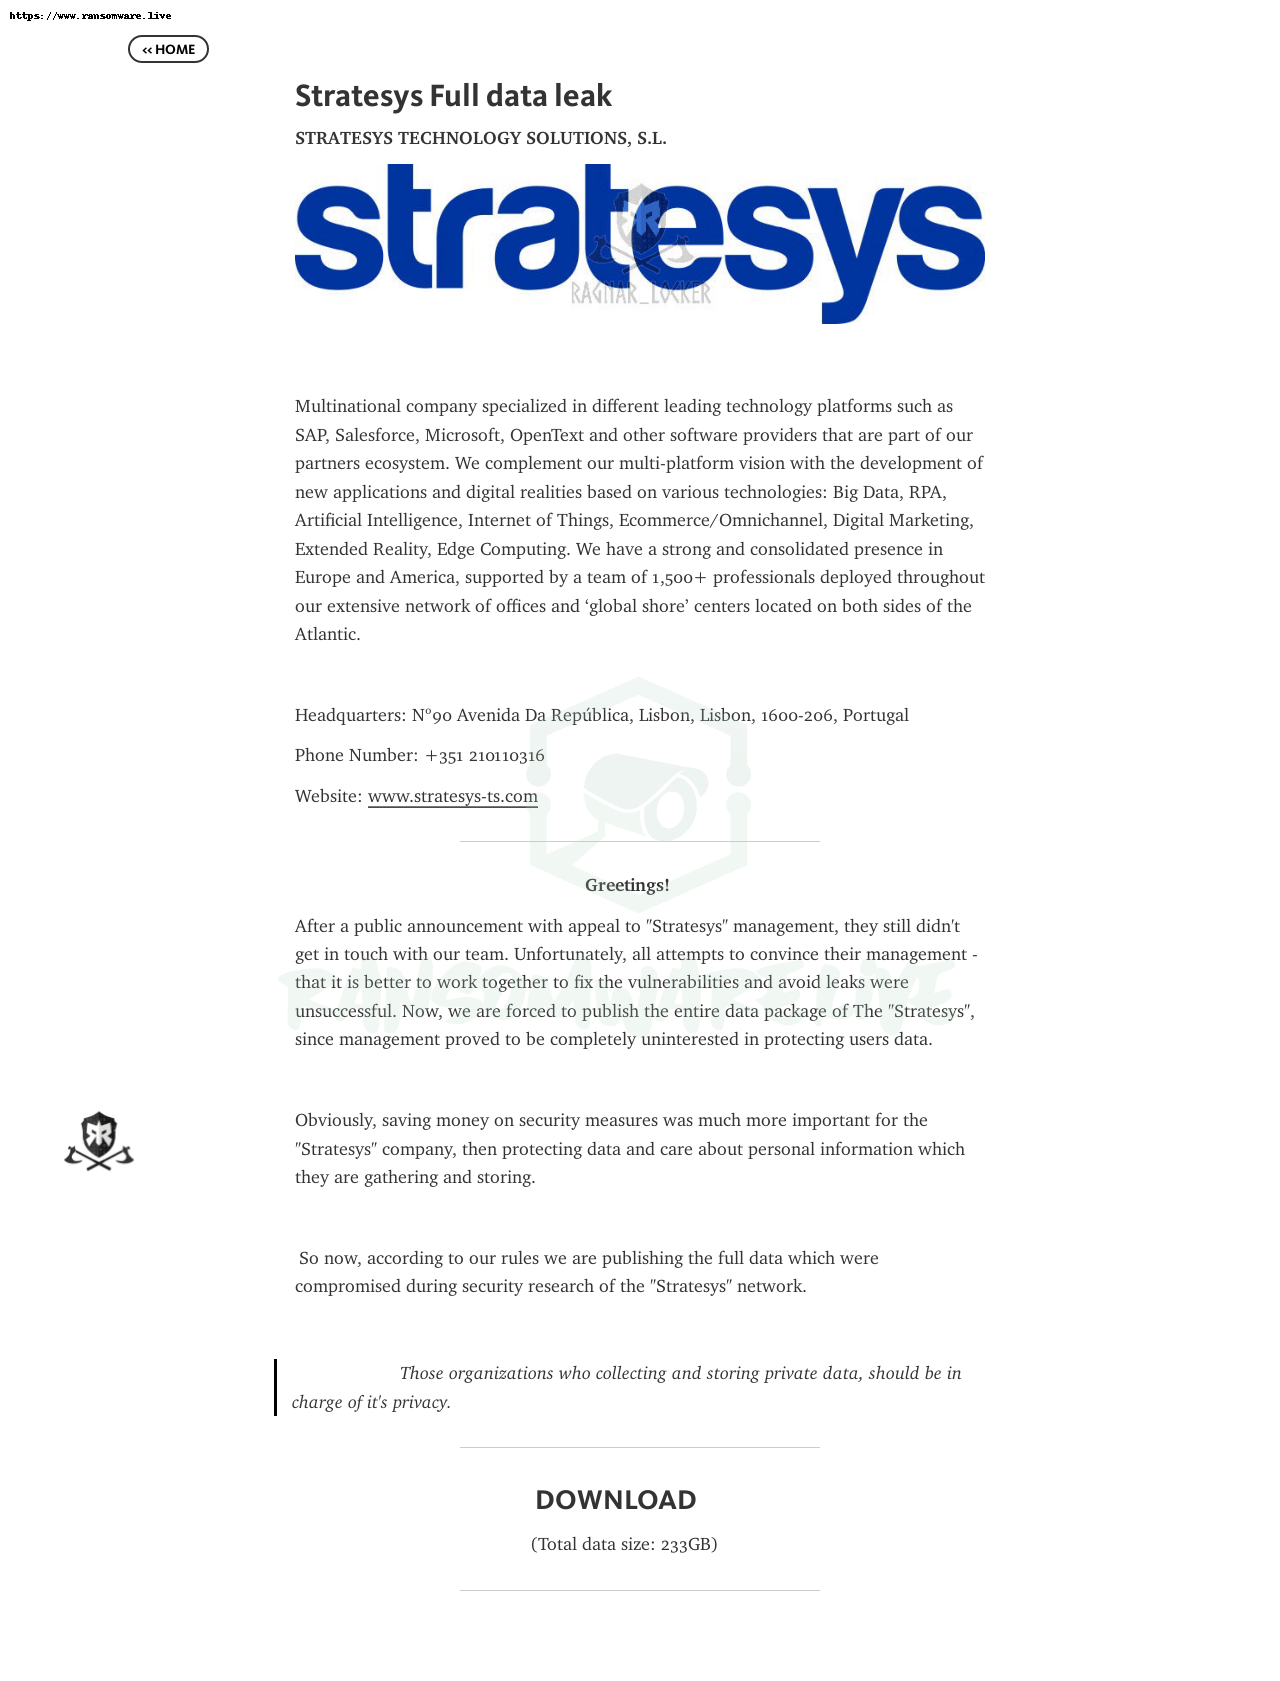 https://www.ransomware.live
<< HOME
Stratesys Full data leak
STRATESYS TECHNOLOGY SOLUTIONS, S.L.
stratesys
RAGNAR_LOCKER
Multinational company specialized in different leading technology platforms such as
SAP, Salesforce, Microsoft, OpenText and other software providers that are part of our
partners ecosystem. We complement our multi-platform vision with the development of
new applications and digital realities based on various technologies: Big Data, RPA,
Artificial Intelligence, Internet of Things, Ecommerce/Omnichannel, Digital Marketing,
Extended Reality, Edge Computing. We have a strong and consolidated presence in
Europe and America, supported by a team of 1,500+ professionals deployed throughout
our extensive network of offices and ‘global shore’ centers located on both sides of the
Atlantic.
Headquarters: Nº90 Avenida Da República, Lisbon, Lisbon, 1600-206, Portugal
Phone Number: +351 210110316
Website: www.stratesys-ts.com
Greetings!
After a public announcement with appeal to "Stratesys" management, they still didn't
get in touch with our team. Unfortunately, all attempts to convince their management -
that it is better to work together to fix the vulnerabilities and avoid leaks were
unsuccessful. Now, we are forced to publish the entire data package of The "Stratesys",
since management proved to be completely uninterested in protecting users data.
RANSOMWARE LIVE
Obviously, saving money on security measures was much more important for the
"Stratesys" company, then protecting data and care about personal information which
they are gathering and storing.
So now, according to our rules we are publishing the full data which were
compromised during security research of the "Stratesys" network.
Those organizations who collecting and storing private data, should be in
charge of it's privacy.
DOWNLOAD
(Total data size: 233GB)